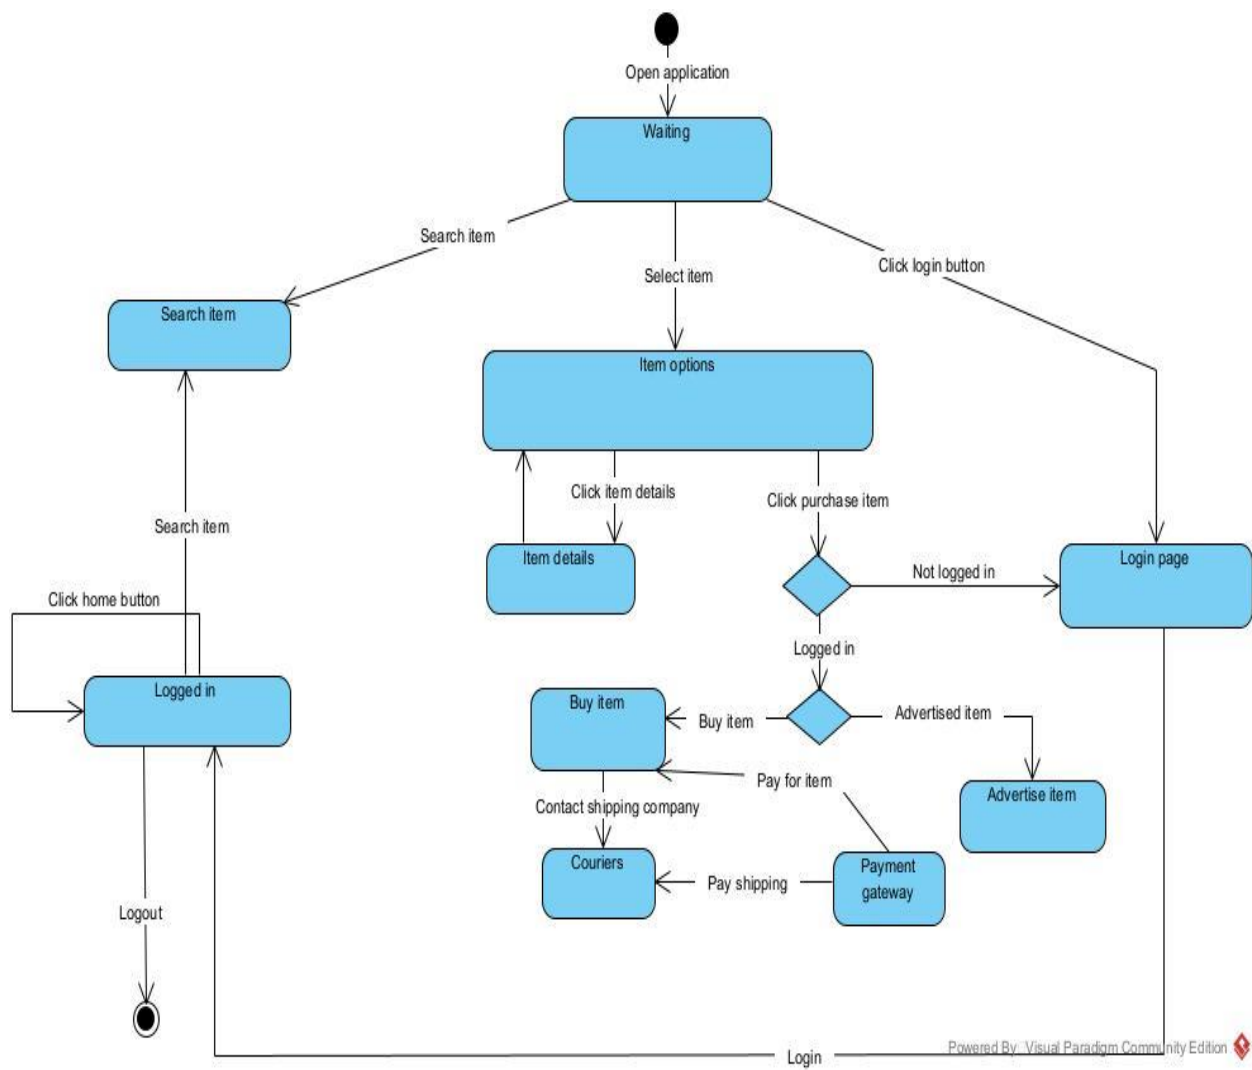 Open application
Waiting
Search item
Click login button
Select item
Search item
Item options
Click item details
Click purchase item
Search item
Item details
Login page
Not logged in
Click home button
Logged in
Logged in
Buy item
Advertised item
Buy item
Pay for item
Advertise item
Contact shipping company
Couriers
Payment
gateway
Pay shipping
Logout
Powered By Visual Paradigm Community Edition
Login